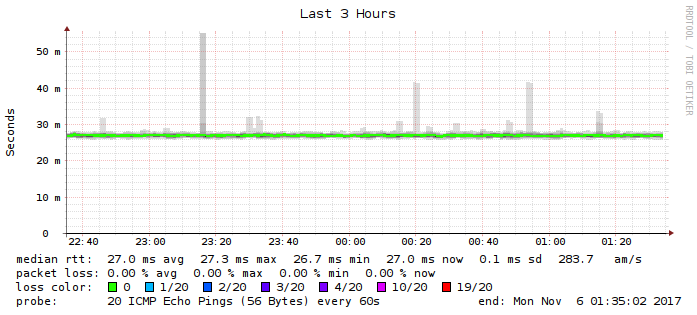 Last 3 Hours
RRDTOOL / TOBI OETIKER
Seconds
50 m
40 m
30 m
20 m
10 m
0
22:40 23:00 23:20 23:40 00:00 00:20 00:40 01:00 01:20
median rtt: 27.0 ms avg 27.3 ms max 26.7 ms min 27.0 ms now 0.1 ms sd 283.7 am/s
packet loss: 0.00 % avg 0.00 % max 0.00 % min 0.00 % now
loss color: 0 1/20 2/20 3/20 4/20 10/20 19/20
probe: 20 ICMP Echo Pings (56 Bytes) every 60s end: Mon Nov 6 01:35:02 2017